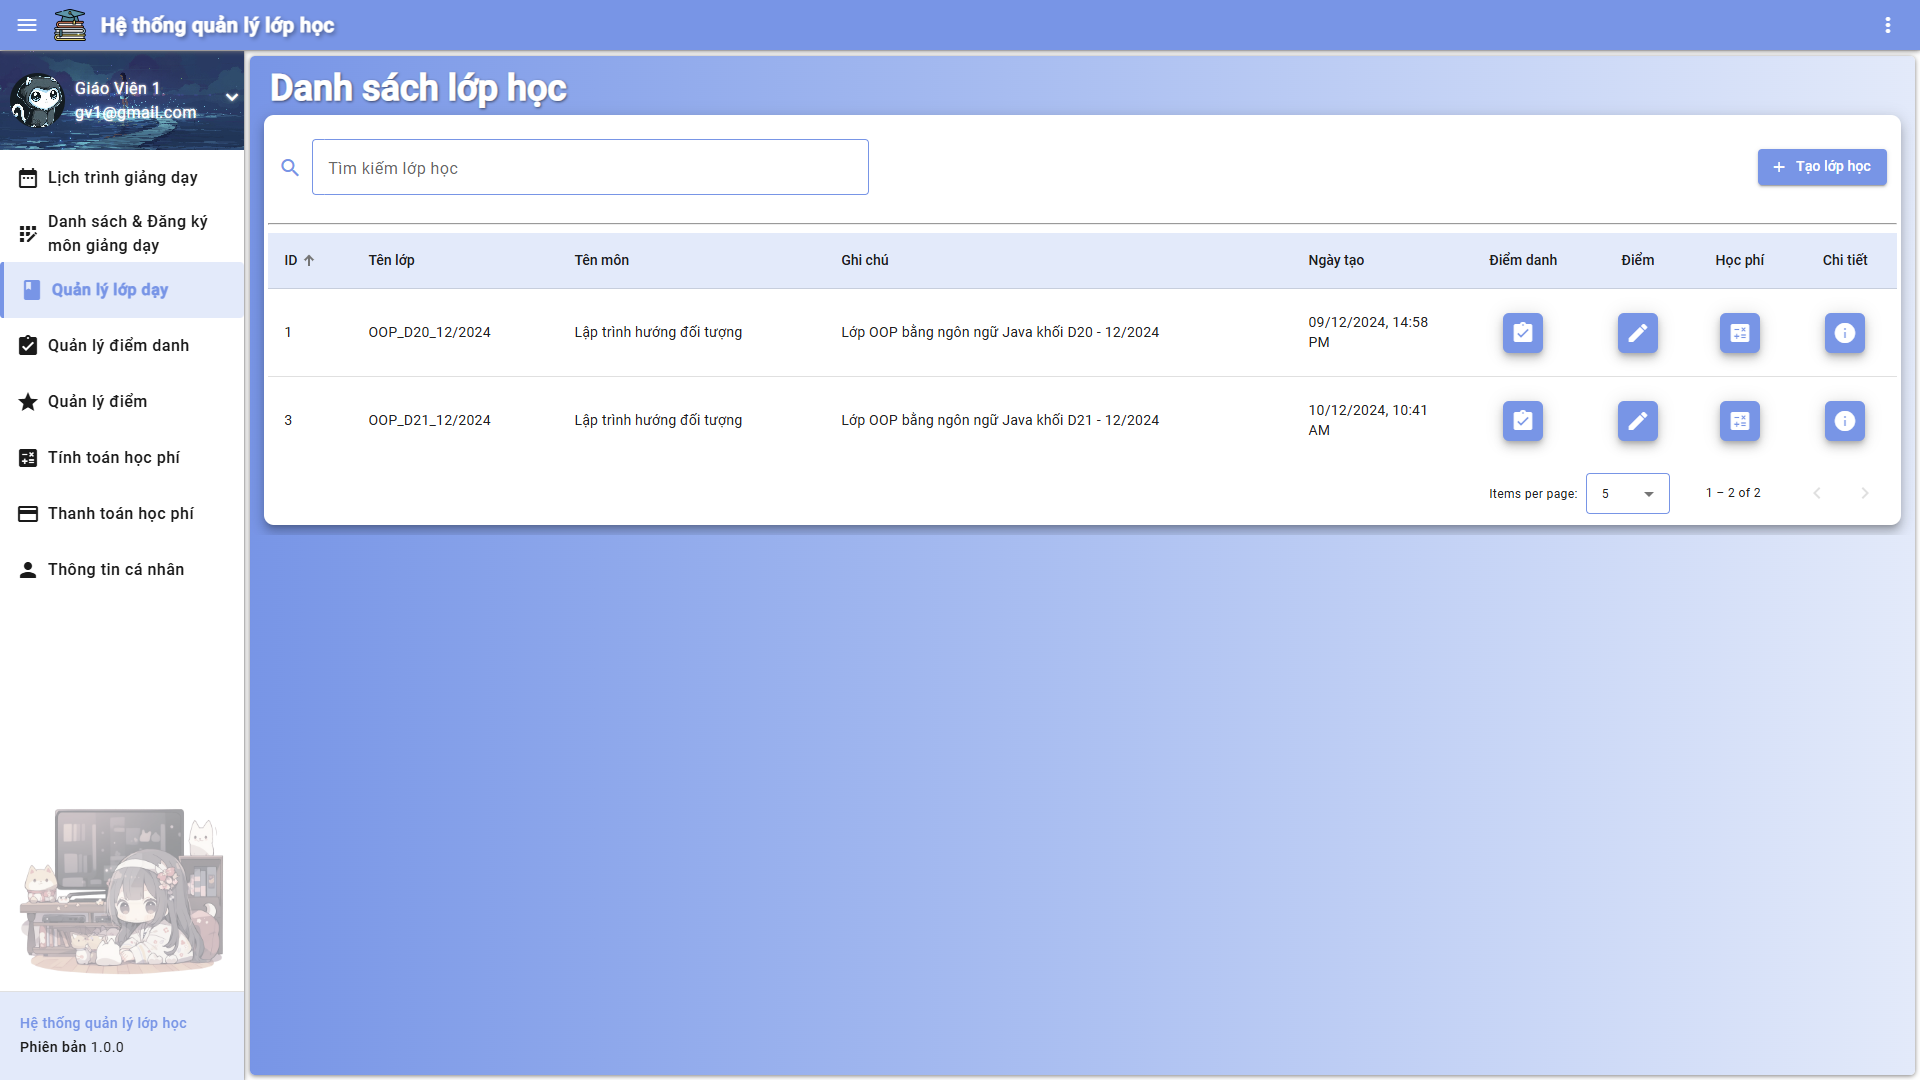 Hệ thống quản lý lớp học
Giáo Viên 1
gv1@gmail.com
Lịch trình giảng dạy
Danh sách & Đăng ký
môn giảng dạy
Quản lý lớp dạy
Quản lý điểm danh
Quản lý điểm
Tính toán học phí
Thanh toán học phí
Thông tin cá nhân
Hệ thống quản lý lớp học
Phiên bản 1.0.0
Danh sách lớp học
Tìm kiếm lớp học
Tạo lớp học
ID Tên lớp Tên môn Ghi chú Ngày tạo Điểm danh Điểm Học phí Chi tiết
1 OOP_D20_12/2024 Lập trình hướng đối tượng Lớp OOP bằng ngôn ngữ Java khối D20 - 12/2024 09/12/2024, 14:58
PM
3 OOP_D21_12/2024 Lập trình hướng đối tượng Lớp OOP bằng ngôn ngữ Java khối D21 - 12/2024 10/12/2024, 10:41
AM
Items per page: 5 1 – 2 of 2